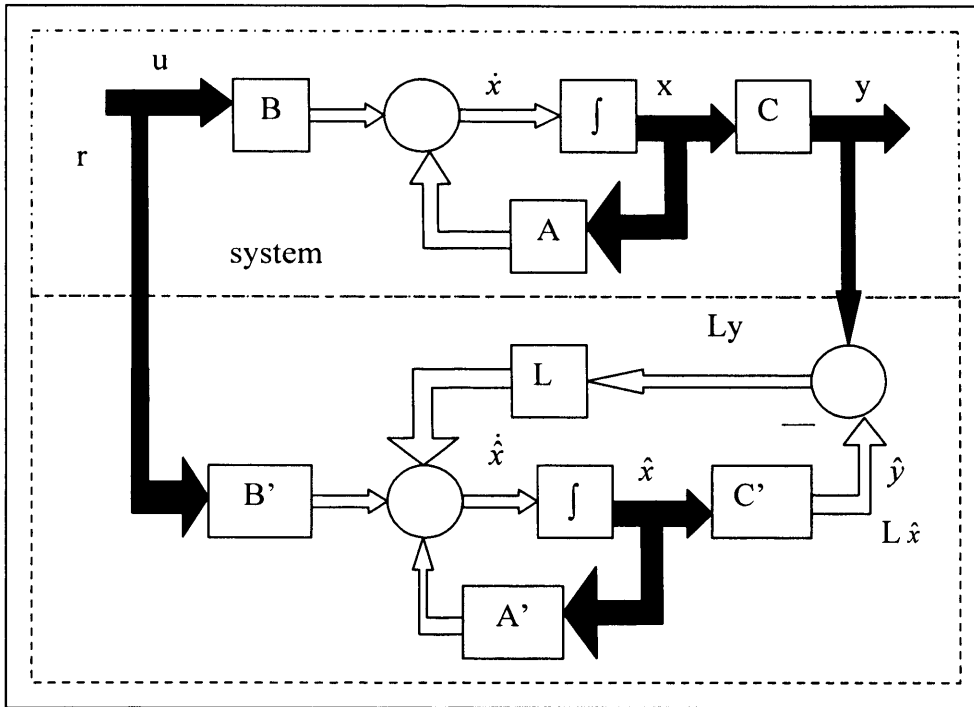 u
B
ẋ
∫
x
C
y
r
A
system
Ly
L
—
x̂̇
x̂
ŷ
B’
∫
C’
L x̂
A’